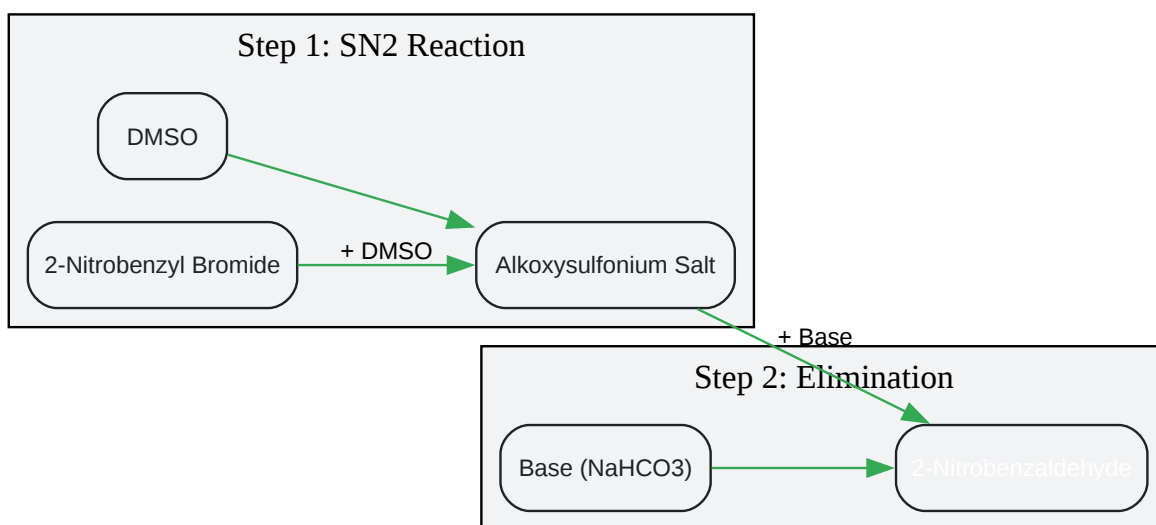 Step 1: SN2 Reaction
DMSO
2-Nitrobenzyl Bromide
+ DMSO
Alkoxysulfonium Salt
+ Base
Step 2: Elimination
Base (NaHCO3)
2-Nitrobenzaldehyde